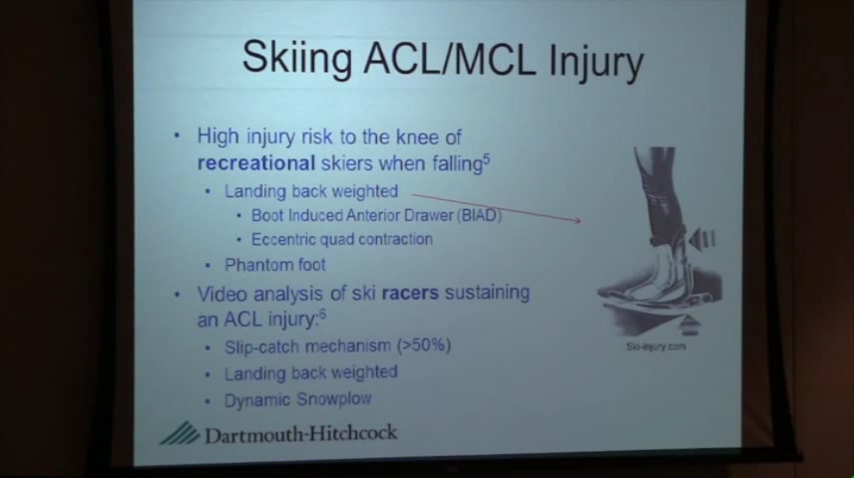 Skiing ACL/MCL Injury
• High injury risk to the knee of
recreational skiers when falling5
• Landing back weighted
• Boot Induced Anterior Drawer (BIAD)
• Eccentric quad contraction
• Phantom foot
• Video analysis of ski racers sustaining
an ACL injury:6
• Slip-catch mechanism (>50%)
• Landing back weighted
• Dynamic Snowplow
Ski-injury.com
Dartmouth-Hitchcock